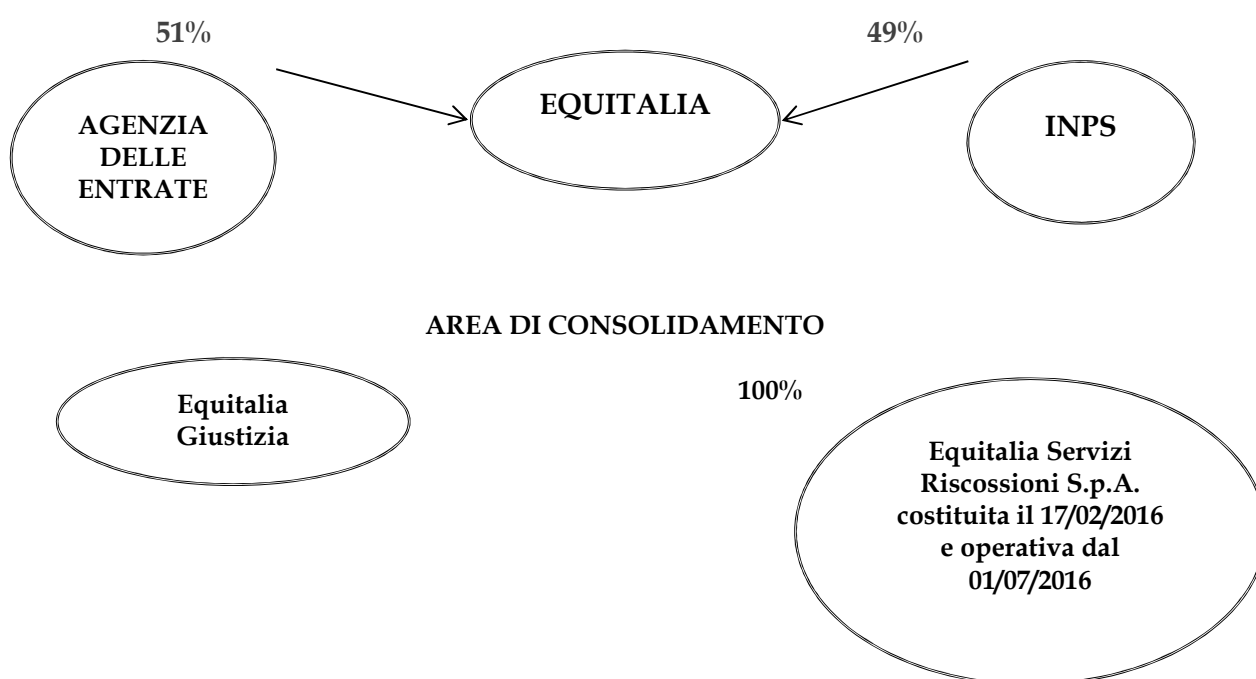 51%
49%
AGENZIA
DELLE
ENTRATE
EQUITALIA
INPS
AREA DI CONSOLIDAMENTO
Equitalia
Giustizia
100%
Equitalia Servizi
Riscossioni S.p.A.
costituita il 17/02/2016
e operativa dal
01/07/2016